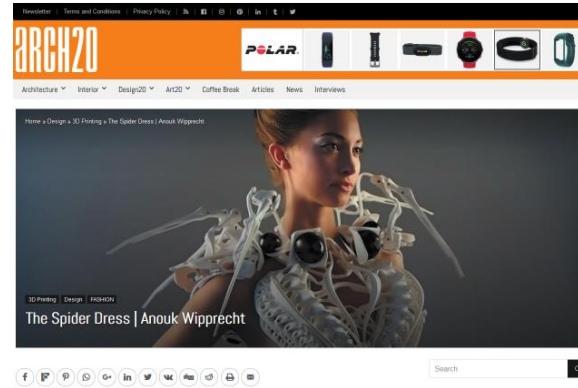 Newsletter | Terms and Conditions | Privacy Policy
ARCH20
POLAR.
Architecture Interior Design20 Art20 Coffee Break Articles News Interviews
Home » Design » 3D Printing » The Spider Dress | Anouk Wipprecht
3D Printing Design FASHION
The Spider Dress | Anouk Wipprecht
Search